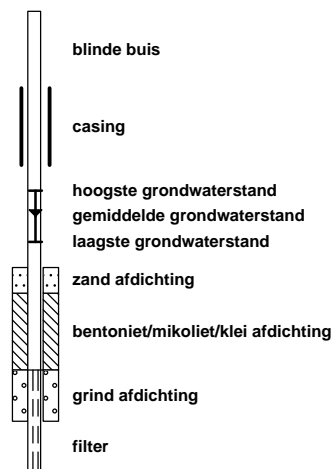 blinde buis
casing
hoogste grondwaterstand
gemiddelde grondwaterstand
laagste grondwaterstand
zand afdichting
bentoniet/mikoliet/klei afdichting
grind afdichting
filter